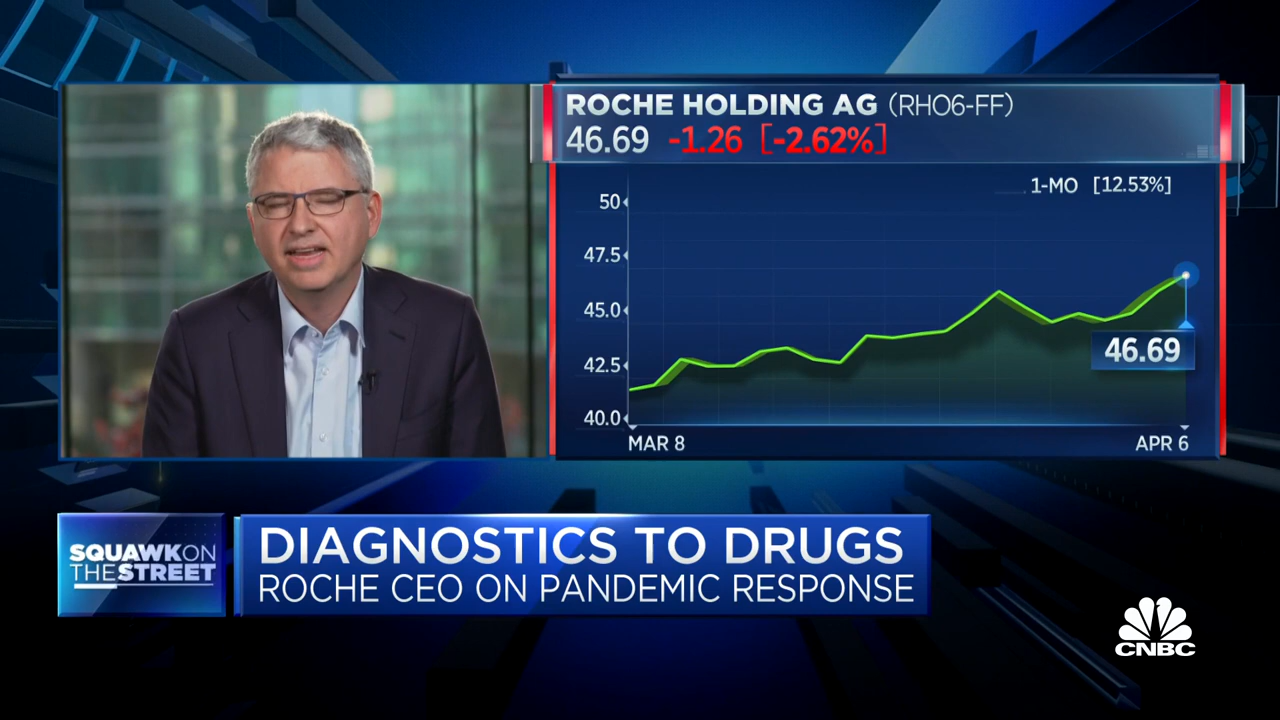 ROCHE HOLDING AG (RHO6-FF)
46.69 -1.26 [-2.62%]
1-MO [12.53%]
50
47.5
45.0
42.5
40.0
46.69
MAR 8 APR 6
SQUAWK ON
THE STREET
DIAGNOSTICS TO DRUGS
ROCHE CEO ON PANDEMIC RESPONSE
CNBC